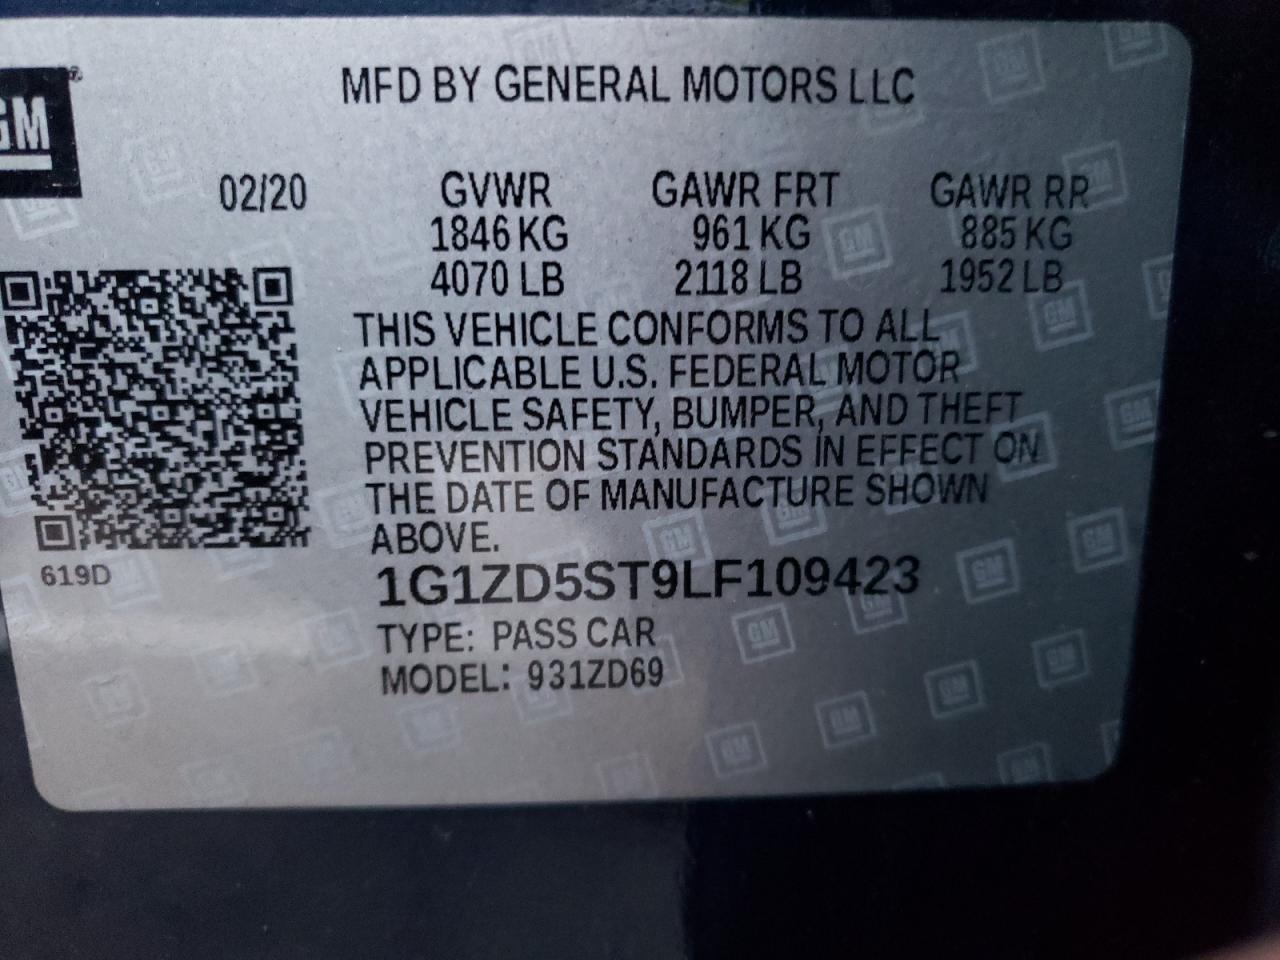 GM
MFD BY GENERAL MOTORS LLC
02/20 GVWR GAWR FRT GAWR RR
1846 KG 961 KG 885 KG
4070 LB 2118 LB 1952 LB
THIS VEHICLE CONFORMS TO ALL
APPLICABLE U.S. FEDERAL MOTOR
VEHICLE SAFETY, BUMPER, AND THEFT
PREVENTION STANDARDS IN EFFECT ON
THE DATE OF MANUFACTURE SHOWN
ABOVE.
619D
1G1ZD5ST9LF109423
TYPE: PASS CAR
MODEL: 931ZD69